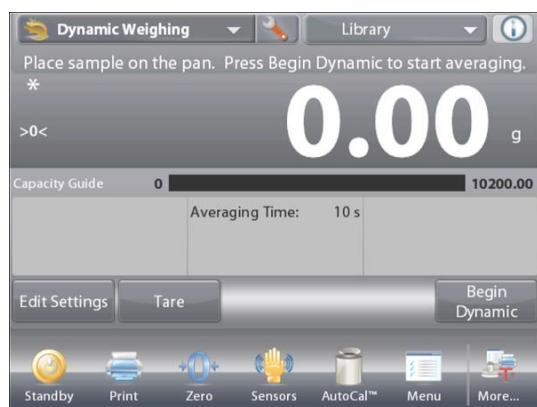 Dynamic Weighing Library
Place sample on the pan. Press Begin Dynamic to start averaging.
*
>0<
0.00 g
Capacity Guide 0 10200.00
Averaging Time: 10 s
Edit Settings Tare Begin
Dynamic
Standby Print Zero Sensors AutoCal™ Menu More...